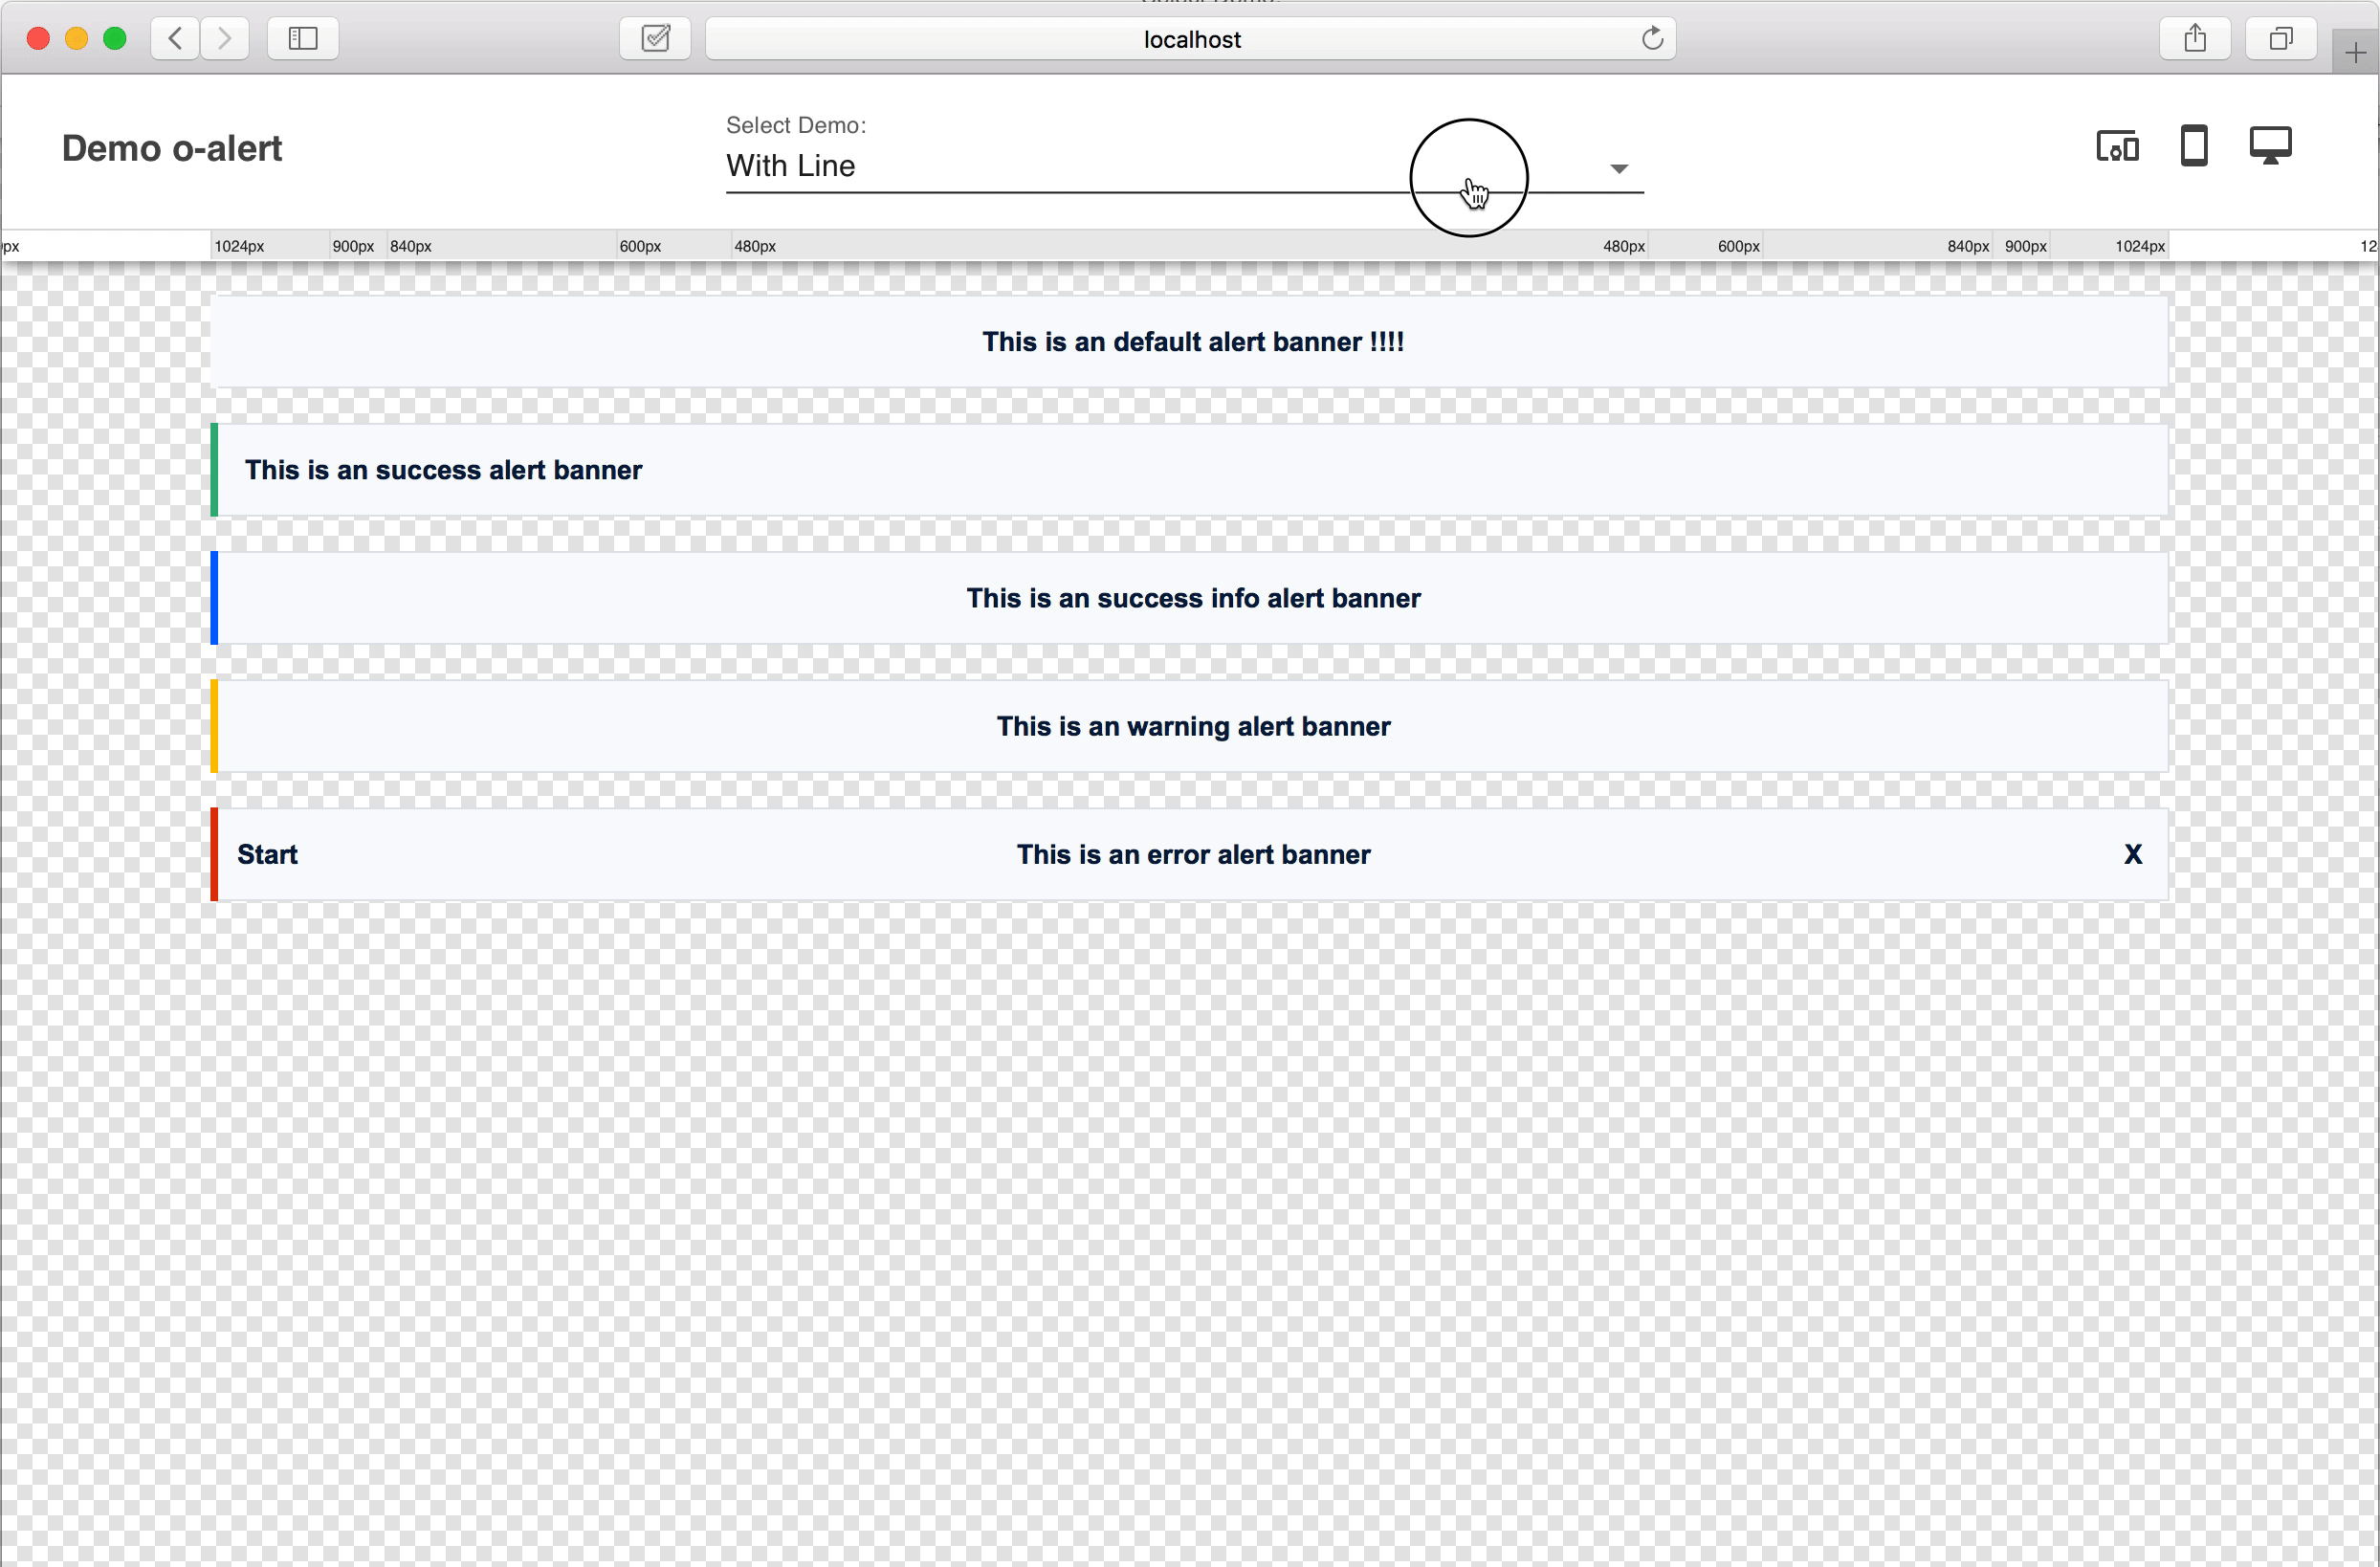 localhost
Demo o-alert
Select Demo:
With Line
px 1024px 900px 840px 600px 480px 480px 600px 840px 900px 1024px 12
This is an default alert banner !!!!
This is an success alert banner
This is an success info alert banner
This is an warning alert banner
Start This is an error alert banner X